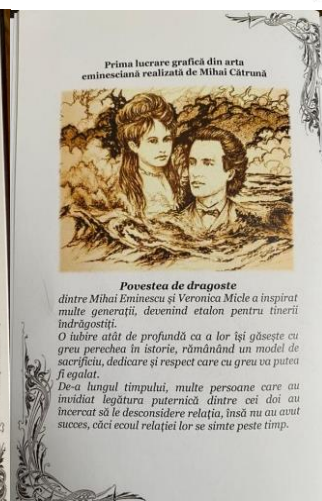 Prima lucrare grafică din arta
eminesciană realizată de Mihai Cătrună
Povestea de dragoste
dintre Mihai Eminescu și Veronica Micle a inspirat
multe generații, devenind etalon pentru tinerii
îndrăgostiți.
O iubire atât de profundă ca a lor își găsește cu
greu perechea în istorie, rămânând un model de
sacrificiu, dedicare și respect care cu greu va putea
fi egalat.
De-a lungul timpului, multe persoane care au
invidiat legătura puternică dintre cei doi au
încercat să le desconsidere relația, însă nu au avut
succes, căci ecoul relației lor se simte peste timp.